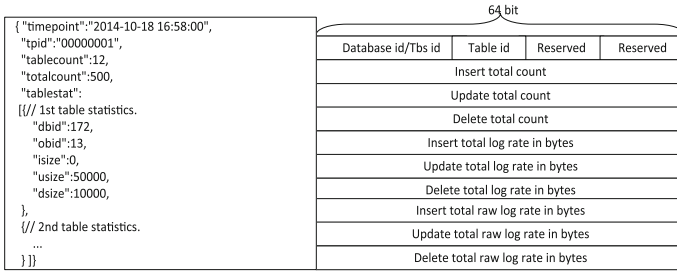 { "timepoint":"2014-10-18 16:58:00",
"tpid":"00000001",
"tablecount":12,
"totalcount":500,
"tablestat":
[{// 1st table statistics.
"dbid":172,
"obid":13,
"isize":0,
"usize":50000,
"dsize":10000,
},
{// 2nd table statistics.
...
} ]}
64 bit
Database id/Tbs id
Table id
Reserved
Reserved
Insert total count
Update total count
Delete total count
Insert total log rate in bytes
Update total log rate in bytes
Delete total log rate in bytes
Insert total raw log rate in bytes
Update total raw log rate in bytes
Delete total raw log rate in bytes